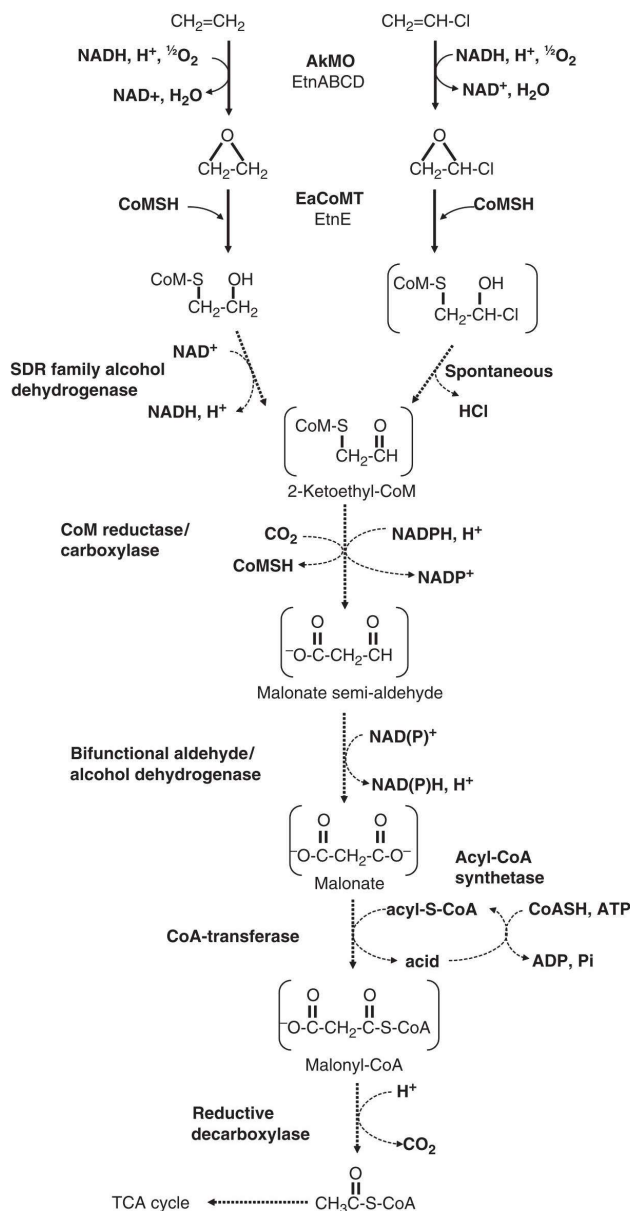 CH2=CH2
CH2=CH-Cl
NADH, H+, ½O2
AkMO
EtnABCD
NADH, H+, ½O2
NAD+, H2O
NAD+, H2O
O
CH2-CH2
O
CH2-CH-Cl
CoMSH
EaCoMT
EtnE
CoMSH
CoM-S OH
CH2-CH2
CoM-S OH
CH2-CH-Cl
NAD+
SDR family alcohol
dehydrogenase
NADH, H+
Spontaneous
HCl
CoM-S O
CH2-CH
2-Ketoethyl-CoM
CoM reductase/
carboxylase
CO2
NADPH, H+
CoMSH
NADP+
O O
–O-C-CH2-CH
Malonate semi-aldehyde
Bifunctional aldehyde/
alcohol dehydrogenase
NAD(P)+
NAD(P)H, H+
O O
–O-C-CH2-C-O–
Malonate
Acyl-CoA
synthetase
acyl-S-CoA
CoASH, ATP
CoA-transferase
acid
ADP, Pi
O O
–O-C-CH2-C-S-CoA
Malonyl-CoA
H+
Reductive
decarboxylase
CO2
O
TCA cycle
CH3C-S-CoA